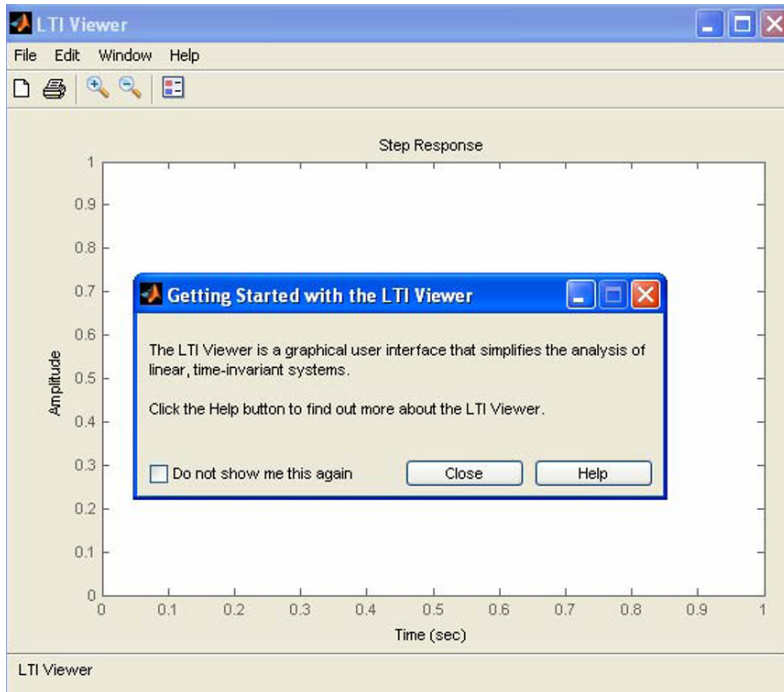 LTI Viewer
File Edit Window Help
Step Response
1
0.9
0.8
0.7
0.6
0.5
0.4
0.3
0.2
0.1
0
Amplitude
Getting Started with the LTI Viewer
The LTI Viewer is a graphical user interface that simplifies the analysis of
linear, time-invariant systems.
Click the Help button to find out more about the LTI Viewer.
Do not show me this again Close Help
0 0.1 0.2 0.3 0.4 0.5 0.6 0.7 0.8 0.9 1
Time (sec)
LTI Viewer